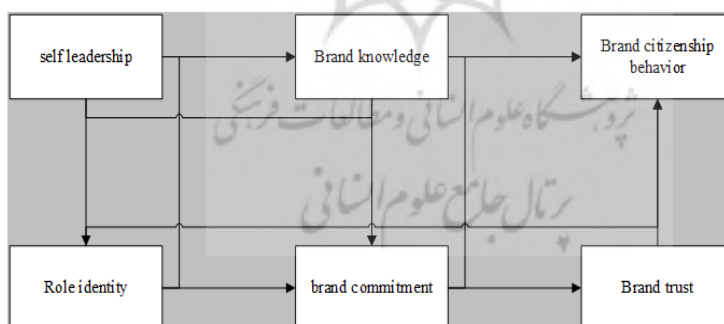 self leadership
Brand knowledge
Brand citizenship
behavior
پژوهشگاه علوم انسانی و مطالعات فرهنگی
پرتال جامع علوم انسانی
Role identity
brand commitment
Brand trust